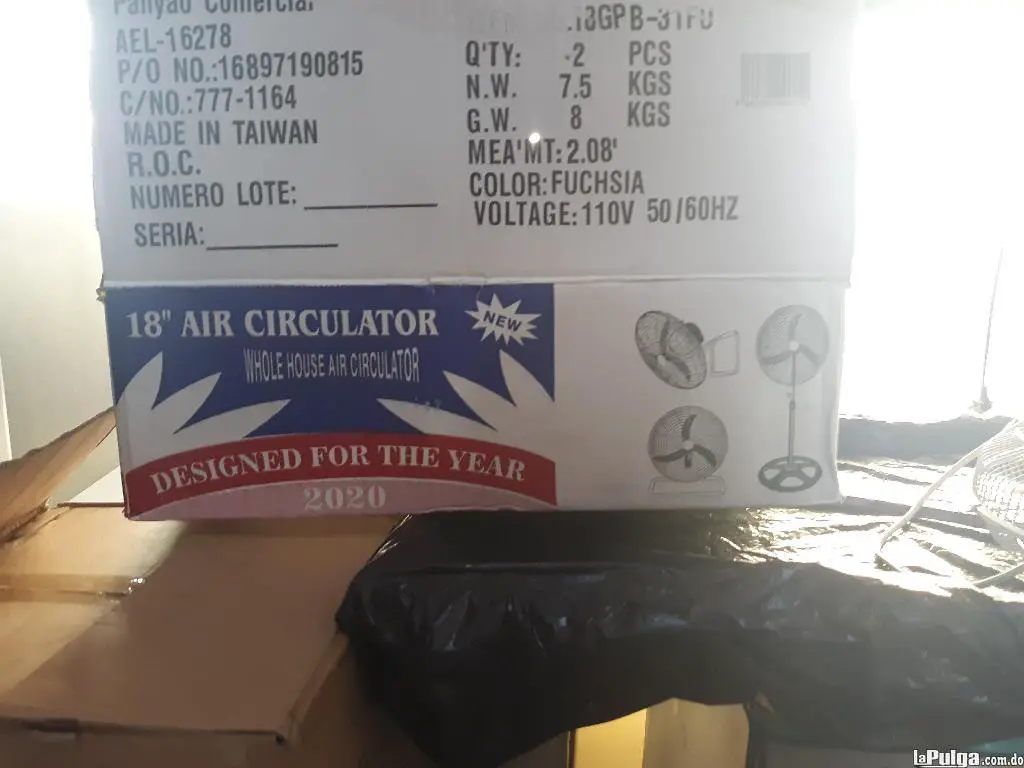 Comercial
AEL-16278
P/O NO.:16897190815
C/NO.:777-1164
MADE IN TAIWAN
R.O.C.
NUMERO LOTE:
SERIA:
Q'TY: 2 PCS
N.W. 7.5 KGS
G.W. 8 KGS
MEA'MT: 2.08'
COLOR:FUCHSIA
VOLTAGE:110V 50/60HZ
18" AIR CIRCULATOR
NEW
WHOLE HOUSE AIR CIRCULATOR
DESIGNED FOR THE YEAR
2020
laPulga.com.do